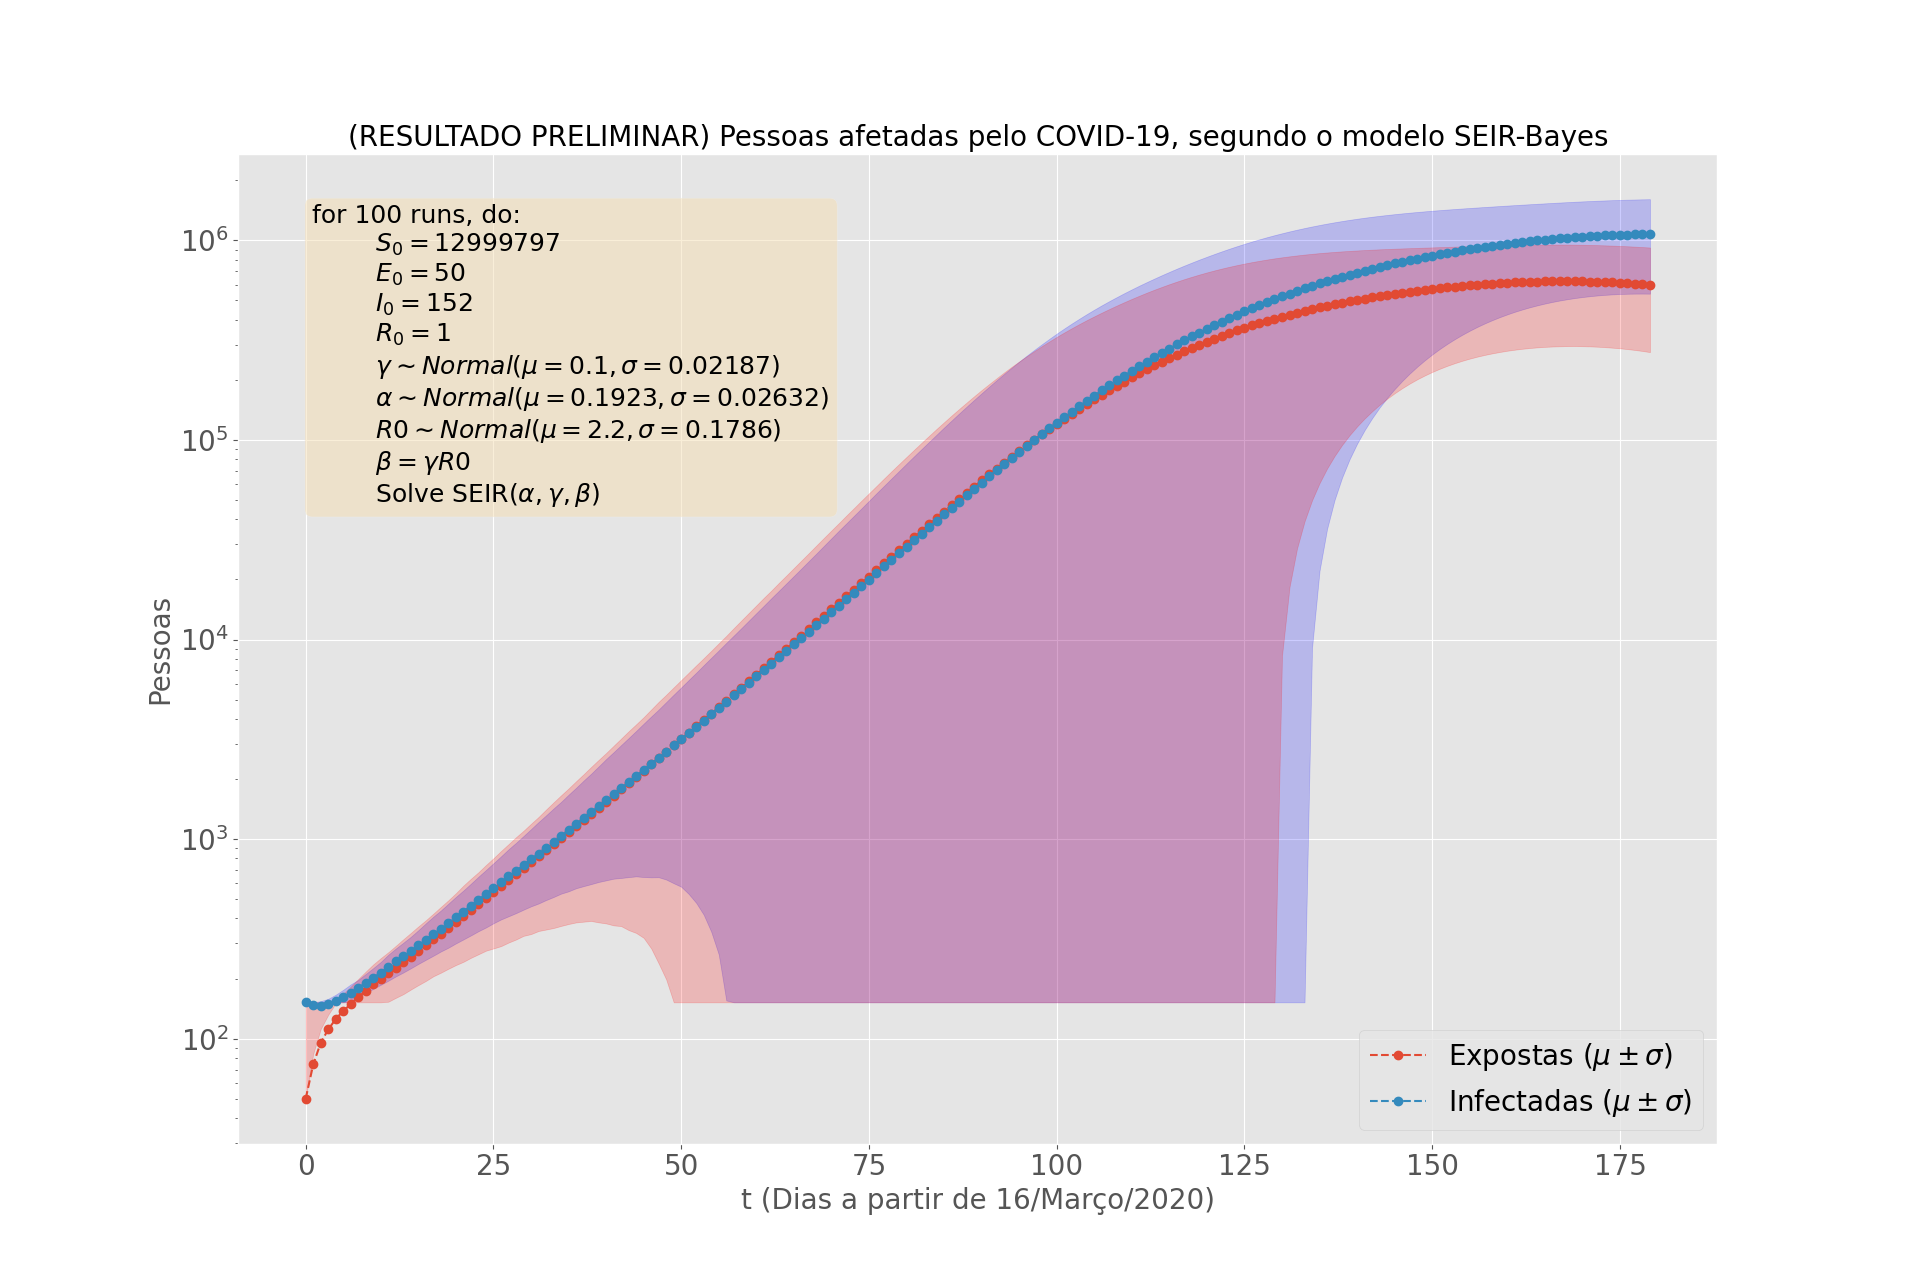 (RESULTADO PRELIMINAR) Pessoas afetadas pelo COVID-19, segundo o modelo SEIR-Bayes
for 100 runs, do:
S₀ = 12999797
E₀ = 50
I₀ = 152
R₀ = 1
γ ~ Normal(μ = 0.1, σ = 0.02187)
α ~ Normal(μ = 0.1923, σ = 0.02632)
R0 ~ Normal(μ = 2.2, σ = 0.1786)
β = γR0
Solve SEIR(α, γ, β)
10⁶
10⁵
10⁴
10³
10²
Pessoas
Expostas (μ ± σ)
Infectadas (μ ± σ)
0 25 50 75 100 125 150 175
t (Dias a partir de 16/Março/2020)